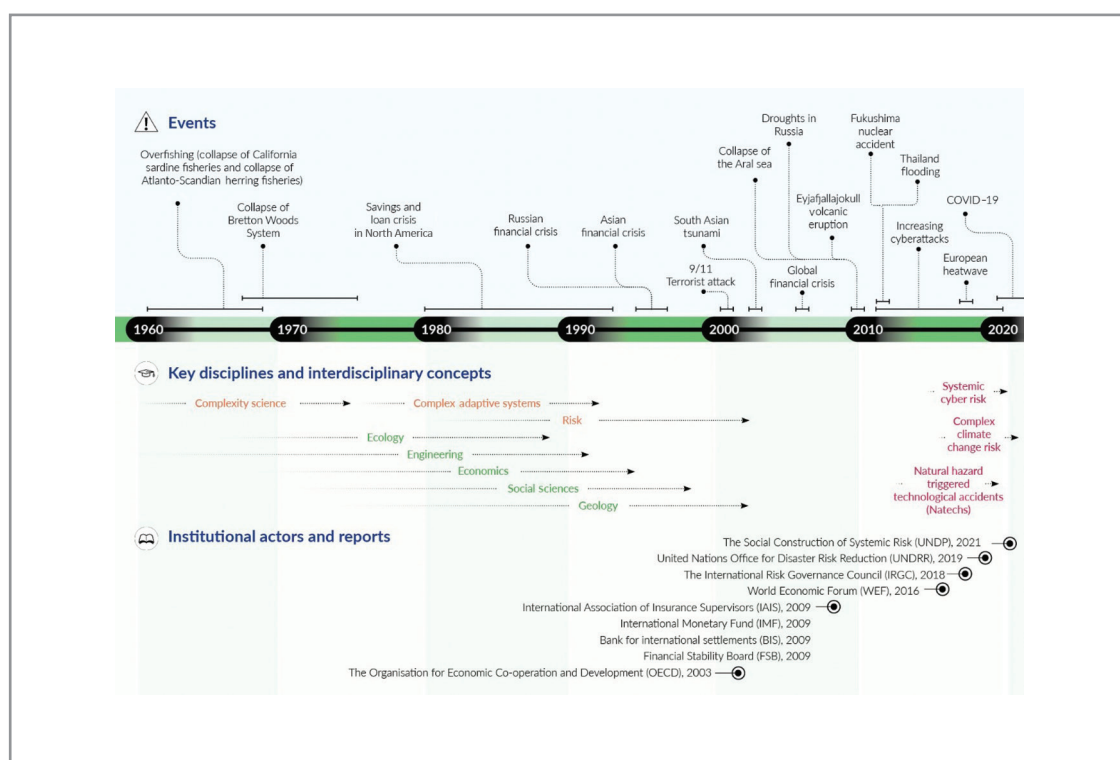 Events
Overfishing (collapse of California
sardine fisheries and collapse of
Atlanto-Scandian herring fisheries)
Collapse of
Bretton Woods
System
Savings and
loan crisis
in North America
Russian
financial crisis
Asian
financial crisis
South Asian
tsunami
9/11
Terrorist attack
Collapse of
the Aral sea
Droughts in
Russia
Global
financial crisis
Eyjafjallajokull
volcanic
eruption
Fukushima
nuclear
accident
Thailand
flooding
Increasing
cyberattacks
COVID-19
European
heatwave
1960
1970
1980
1990
2000
2010
2020
Key disciplines and interdisciplinary concepts
Complexity science
Complex adaptive systems
Risk
Ecology
Engineering
Economics
Social sciences
Geology
Systemic
cyber risk
Complex
climate
change risk
Natural hazard
triggered
technological accidents
(Natechs)
Institutional actors and reports
The Social Construction of Systemic Risk (UNDP), 2021
United Nations Office for Disaster Risk Reduction (UNDRR), 2019
The International Risk Governance Council (IRGC), 2018
World Economic Forum (WEF), 2016
International Association of Insurance Supervisors (IAIS), 2009
International Monetary Fund (IMF), 2009
Bank for international settlements (BIS), 2009
Financial Stability Board (FSB), 2009
The Organisation for Economic Co-operation and Development (OECD), 2003